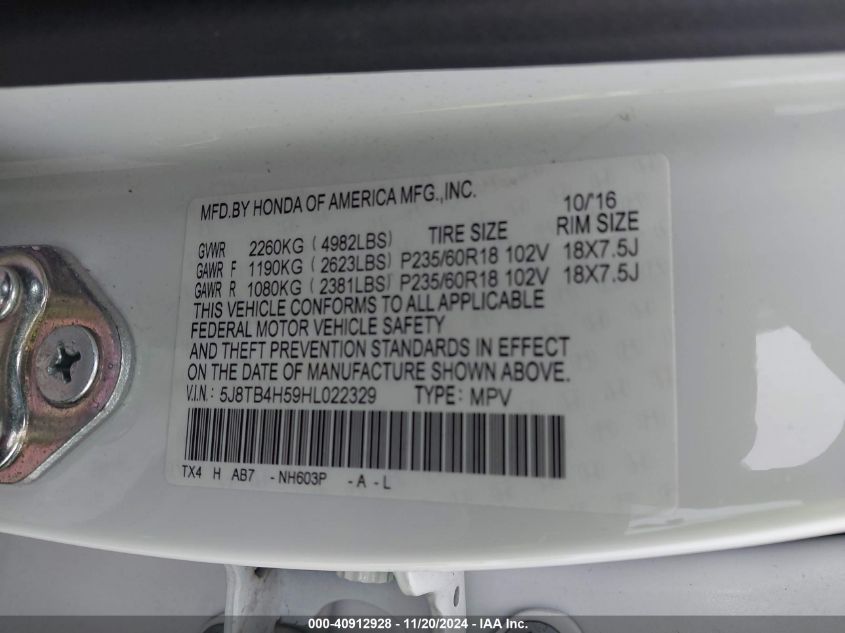 MFD.BY HONDA OF AMERICA MFG.,INC. 10/'16
GVWR 2260KG ( 4982LBS) TIRE SIZE RIM SIZE
GAWR F 1190KG ( 2623LBS) P235/60R18 102V 18X7.5J
GAWR R 1080KG ( 2381LBS) P235/60R18 102V 18X7.5J
THIS VEHICLE CONFORMS TO ALL APPLICABLE
FEDERAL MOTOR VEHICLE SAFETY
AND THEFT PREVENTION STANDARDS IN EFFECT
ON THE DATE OF MANUFACTURE SHOWN ABOVE.
V.I.N.: 5J8TB4H59HL022329 TYPE: MPV
TX4 H AB7 -NH603P -A -L
000-40912928 - 11/20/2024 - IAA Inc.